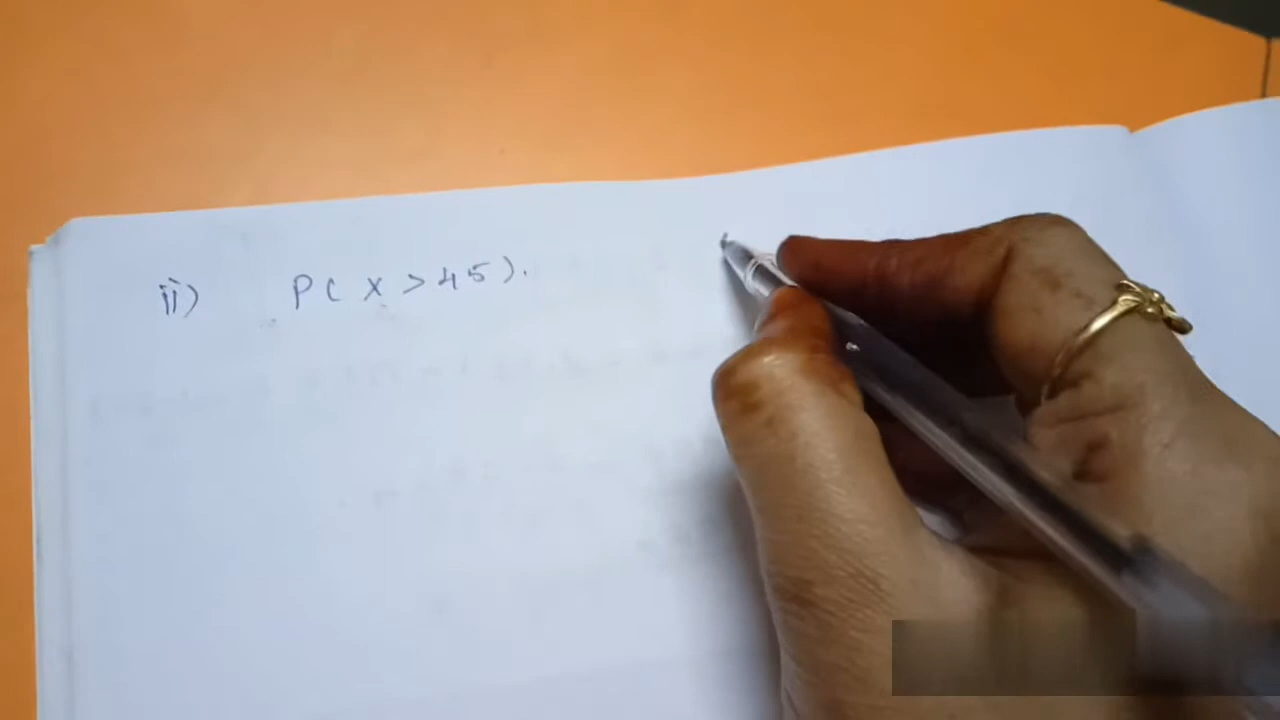 ii) P( X > 45).